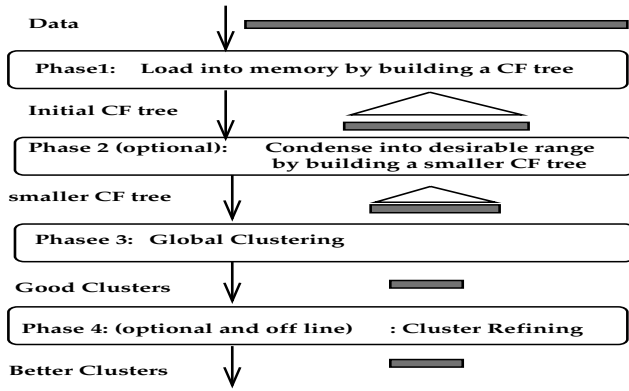 Data
Phase1: Load into memory by building a CF tree
Initial CF tree
Phase 2 (optional): Condense into desirable range
by building a smaller CF tree
smaller CF tree
Phasee 3: Global Clustering
Good Clusters
Phase 4: (optional and off line) : Cluster Refining
Better Clusters